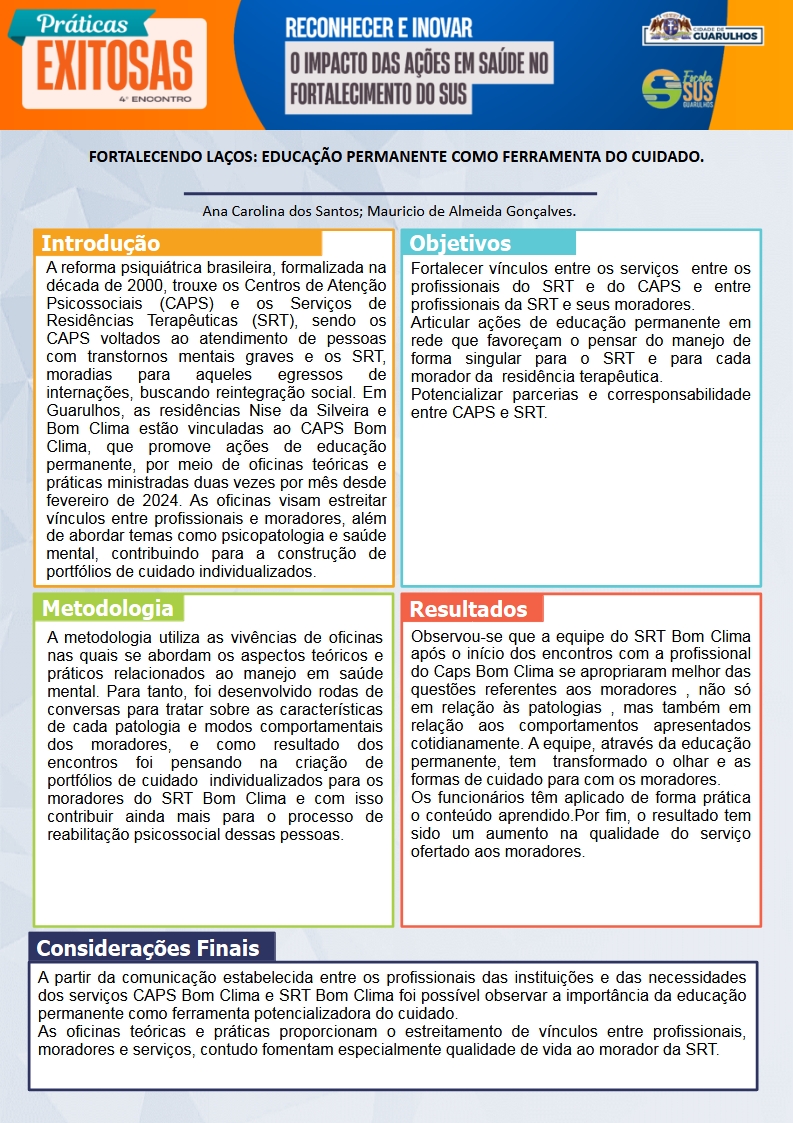 Práticas
EXITOSAS
4º ENCONTRO
RECONHECER E INOVAR
O IMPACTO DAS AÇÕES EM SAÚDE NO
FORTALECIMENTO DO SUS
CIDADE DE
GUARULHOS
Escola
SUS
GUARULHOS
FORTALECENDO LAÇOS: EDUCAÇÃO PERMANENTE COMO FERRAMENTA DO CUIDADO.
Ana Carolina dos Santos; Mauricio de Almeida Gonçalves.
Introdução
A reforma psiquiátrica brasileira, formalizada na
década de 2000, trouxe os Centros de Atenção
Psicossociais (CAPS) e os Serviços de
Residências Terapêuticas (SRT), sendo os
CAPS voltados ao atendimento de pessoas
com transtornos mentais graves e os SRT,
moradias para aqueles egressos de
internações, buscando reintegração social. Em
Guarulhos, as residências Nise da Silveira e
Bom Clima estão vinculadas ao CAPS Bom
Clima, que promove ações de educação
permanente, por meio de oficinas teóricas e
práticas ministradas duas vezes por mês desde
fevereiro de 2024. As oficinas visam estreitar
vínculos entre profissionais e moradores, além
de abordar temas como psicopatologia e saúde
mental, contribuindo para a construção de
portfólios de cuidado individualizados.
Objetivos
Fortalecer vínculos entre os serviços entre os
profissionais do SRT e do CAPS e entre
profissionais da SRT e seus moradores.
Articular ações de educação permanente em
rede que favoreçam o pensar do manejo de
forma singular para o SRT e para cada
morador da residência terapêutica.
Potencializar parcerias e corresponsabilidade
entre CAPS e SRT.
Metodologia
A metodologia utiliza as vivências de oficinas
nas quais se abordam os aspectos teóricos e
práticos relacionados ao manejo em saúde
mental. Para tanto, foi desenvolvido rodas de
conversas para tratar sobre as características
de cada patologia e modos comportamentais
dos moradores, e como resultado dos
encontros foi pensando na criação de
portfólios de cuidado individualizados para os
moradores do SRT Bom Clima e com isso
contribuir ainda mais para o processo de
reabilitação psicossocial dessas pessoas.
Resultados
Observou-se que a equipe do SRT Bom Clima
após o início dos encontros com a profissional
do Caps Bom Clima se apropriaram melhor das
questões referentes aos moradores , não só
em relação às patologias , mas também em
relação aos comportamentos apresentados
cotidianamente. A equipe, através da educação
permanente, tem transformado o olhar e as
formas de cuidado para com os moradores.
Os funcionários têm aplicado de forma prática
o conteúdo aprendido.Por fim, o resultado tem
sido um aumento na qualidade do serviço
ofertado aos moradores.
Considerações Finais
A partir da comunicação estabelecida entre os profissionais das instituições e das necessidades
dos serviços CAPS Bom Clima e SRT Bom Clima foi possível observar a importância da educação
permanente como ferramenta potencializadora do cuidado.
As oficinas teóricas e práticas proporcionam o estreitamento de vínculos entre profissionais,
moradores e serviços, contudo fomentam especialmente qualidade de vida ao morador da SRT.